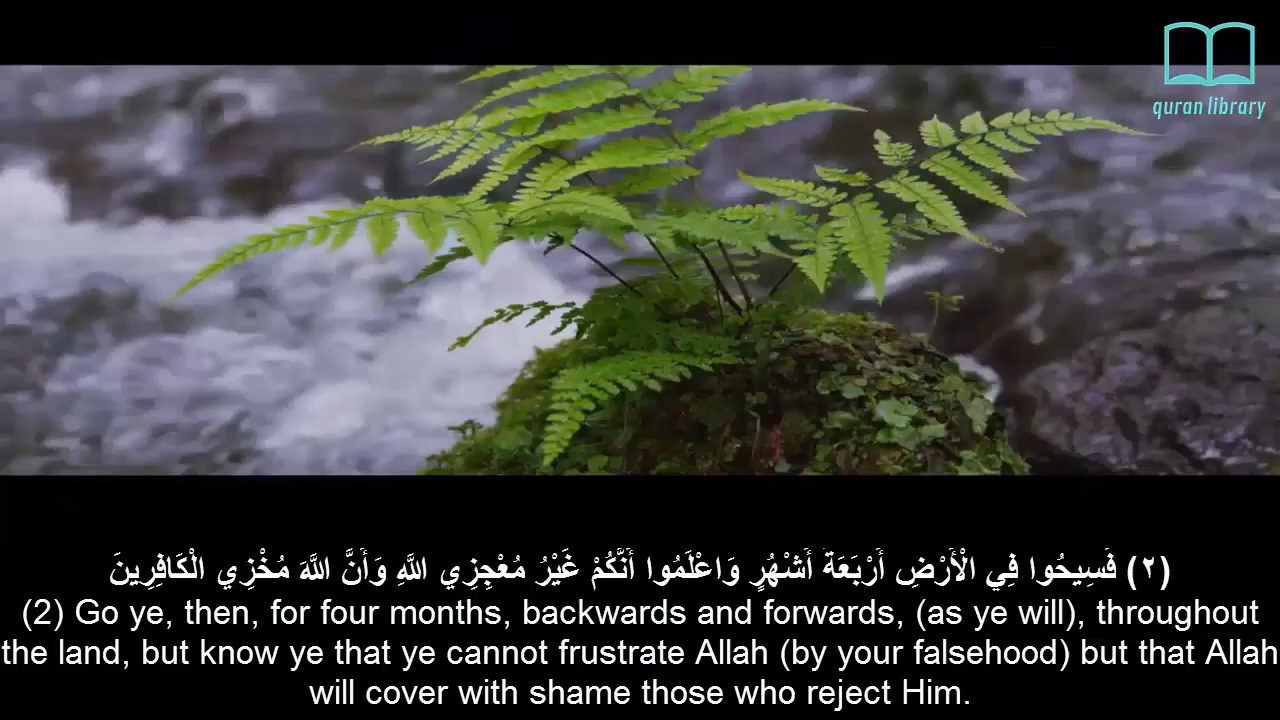 quran library
(٢) فَسِيحُوا فِي الْأَرْضِ أَرْبَعَةَ أَشْهُرٍ وَاعْلَمُوا أَنَّكُمْ غَيْرُ مُعْجِزِي اللَّهِ وَأَنَّ اللَّهَ مُخْزِي الْكَافِرِينَ
(2) Go ye, then, for four months, backwards and forwards, (as ye will), throughout
the land, but know ye that ye cannot frustrate Allah (by your falsehood) but that Allah
will cover with shame those who reject Him.